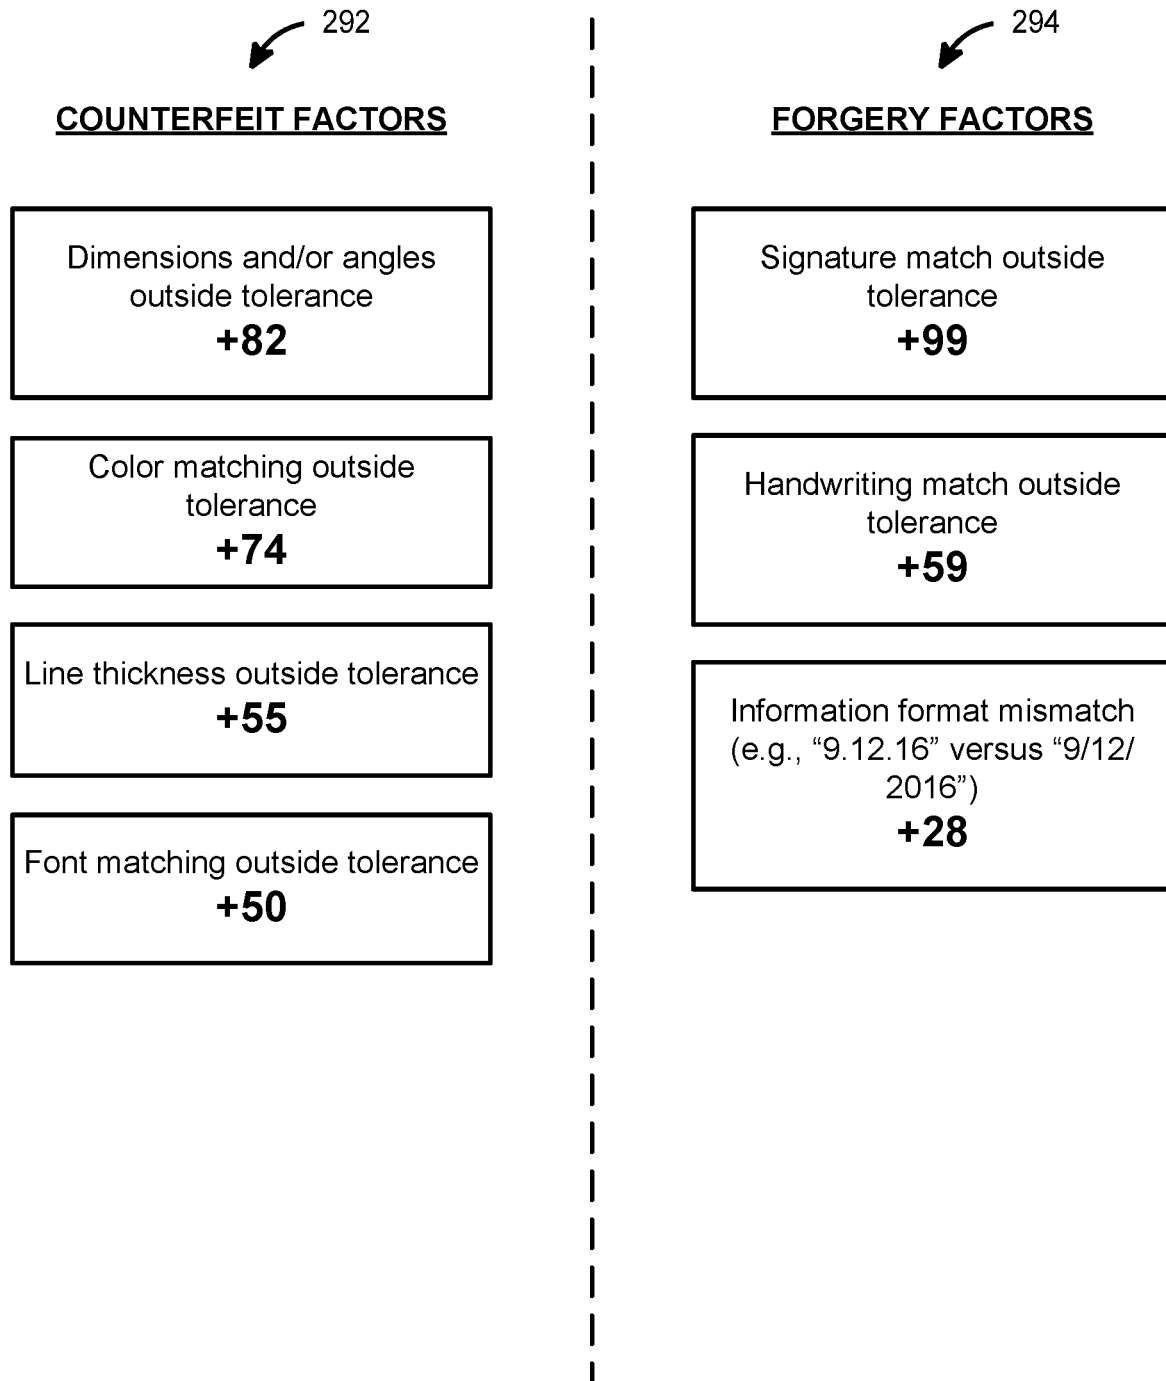 292
COUNTERFEIT FACTORS
Dimensions and/or angles
outside tolerance
+82
Color matching outside
tolerance
+74
Line thickness outside tolerance
+55
Font matching outside tolerance
+50
294
FORGERY FACTORS
Signature match outside
tolerance
+99
Handwriting match outside
tolerance
+59
Information format mismatch
(e.g., “9.12.16” versus “9/12/
2016”)
+28